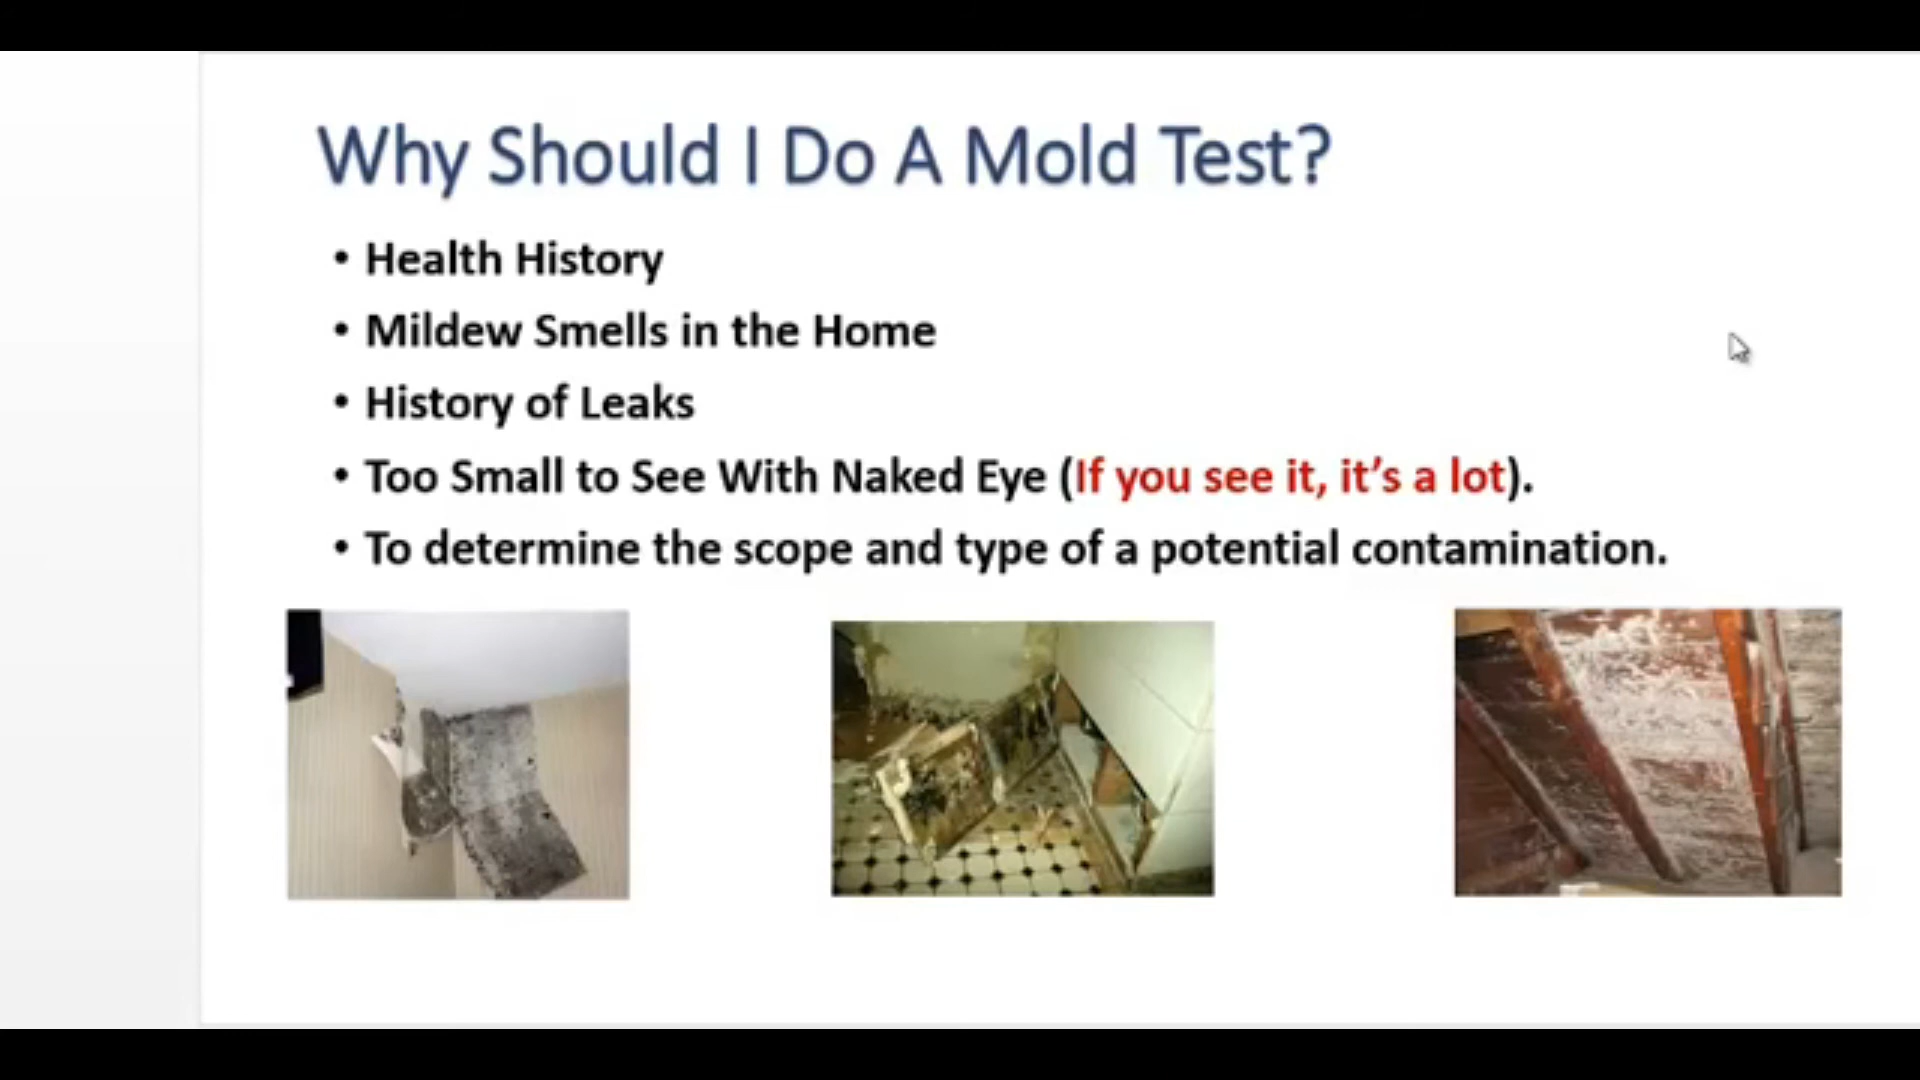 Why Should I Do A Mold Test?
• Health History
• Mildew Smells in the Home
• History of Leaks
• Too Small to See With Naked Eye (If you see it, it’s a lot).
• To determine the scope and type of a potential contamination.